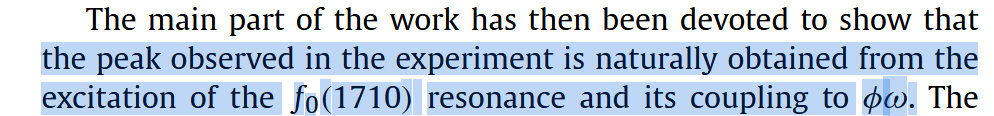 The main part of the work has then been devoted to show that
the peak observed in the experiment is naturally obtained from the
excitation of the f₀(1710) resonance and its coupling to ϕω. The